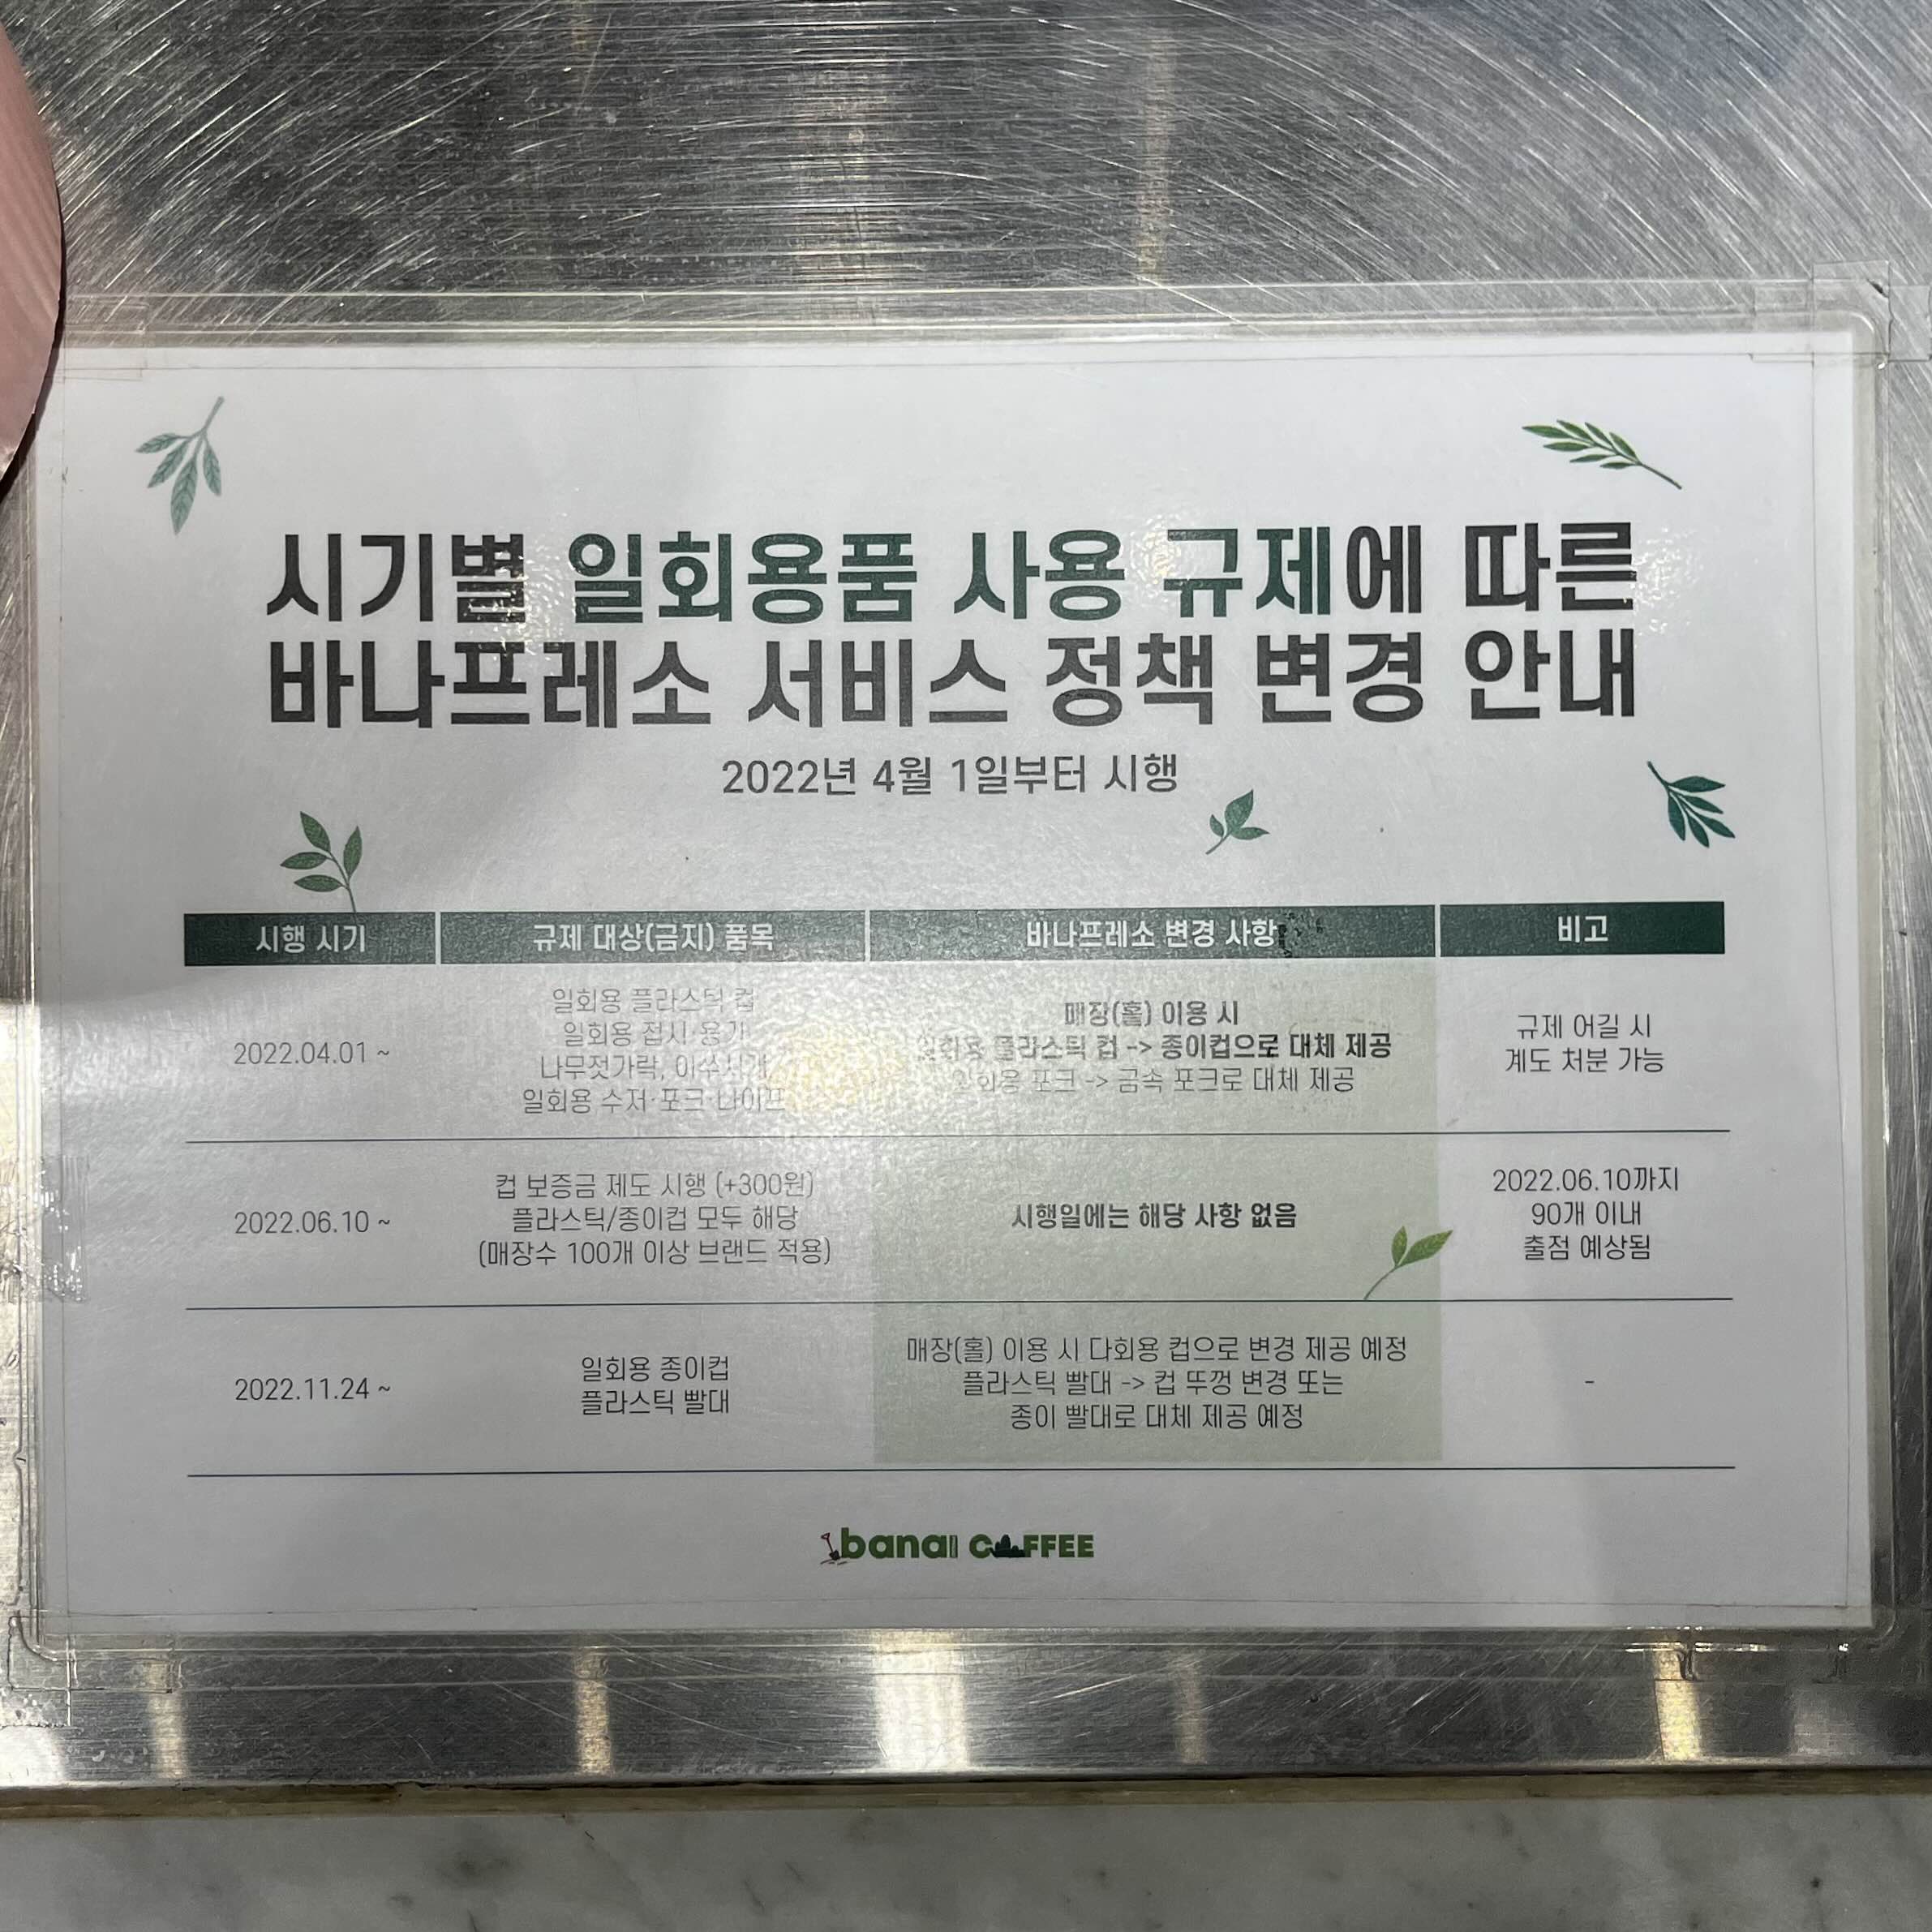 시기별 일회용품 사용 규제에 따른
바나프레소 서비스 정책 변경 안내
2022년 4월 1일부터 시행
시행 시기
규제 대상(금지) 품목
바나프레소 변경 사항
비고
2022.04.01 ~
일회용 플라스틱 컵
일회용 접시·용기
나무젓가락, 이쑤시개
일회용 수저·포크·나이프
매장(홀) 이용 시
일회용 플라스틱 컵 -> 종이컵으로 대체 제공
일회용 포크 -> 금속 포크로 대체 제공
규제 어길 시
계도 처분 가능
2022.06.10 ~
컵 보증금 제도 시행 (+300원)
플라스틱/종이컵 모두 해당
(매장수 100개 이상 브랜드 적용)
시행일에는 해당 사항 없음
2022.06.10까지
90개 이내
출점 예상됨
2022.11.24 ~
일회용 종이컵
플라스틱 빨대
매장(홀) 이용 시 다회용 컵으로 변경 제공 예정
플라스틱 빨대 -> 컵 뚜껑 변경 또는
종이 빨대로 대체 제공 예정
-
banal COFFEE